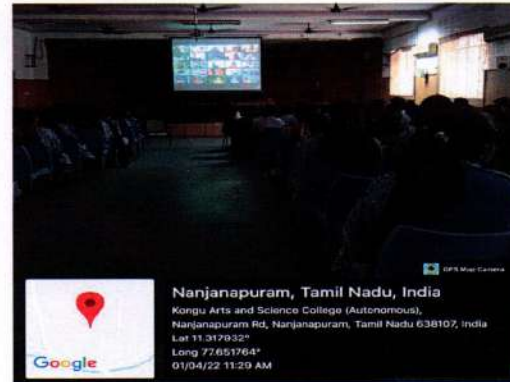 GPS Map Camera
Nanjanapuram, Tamil Nadu, India
Kongu Arts and Science College (Autonomous),
Nanjanapuram Rd, Nanjanapuram, Tamil Nadu 638107, India
Lat 11.317932°
Long 77.651764°
01/04/22 11:29 AM
Google